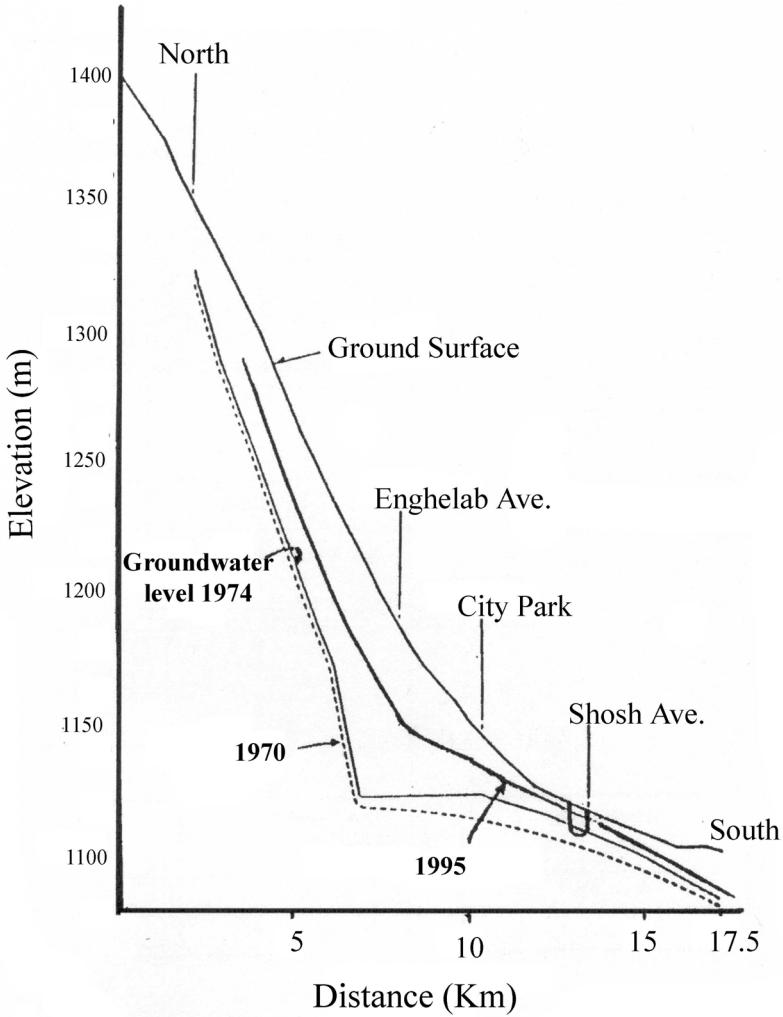 North
1400
1350
1300
Ground Surface
1250
Enghelab Ave.
Groundwater
level 1974
1200
City Park
Shosh Ave.
1150
1970
South
1100
1995
5
10
15
17.5
Elevation (m)
Distance (Km)